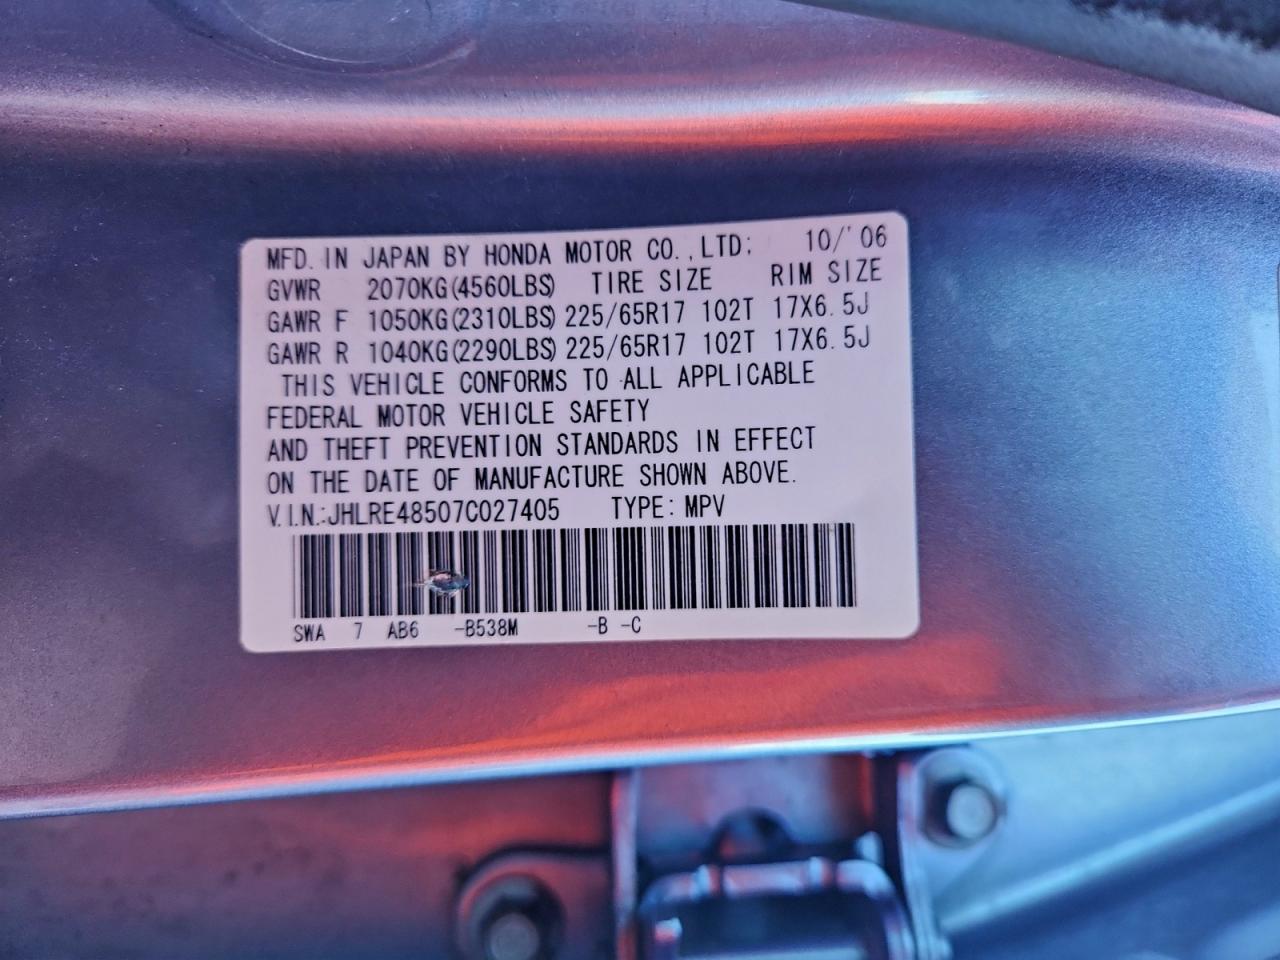 MFD. IN JAPAN BY HONDA MOTOR CO.,LTD; 10/'06
GVWR 2070KG(4560LBS) TIRE SIZE RIM SIZE
GAWR F 1050KG(2310LBS) 225/65R17 102T 17X6.5J
GAWR R 1040KG(2290LBS) 225/65R17 102T 17X6.5J
THIS VEHICLE CONFORMS TO ALL APPLICABLE
FEDERAL MOTOR VEHICLE SAFETY
AND THEFT PREVENTION STANDARDS IN EFFECT
ON THE DATE OF MANUFACTURE SHOWN ABOVE.
V.I.N.:JHLRE48507C027405 TYPE: MPV
SWA 7 AB6 -B538M -B -C